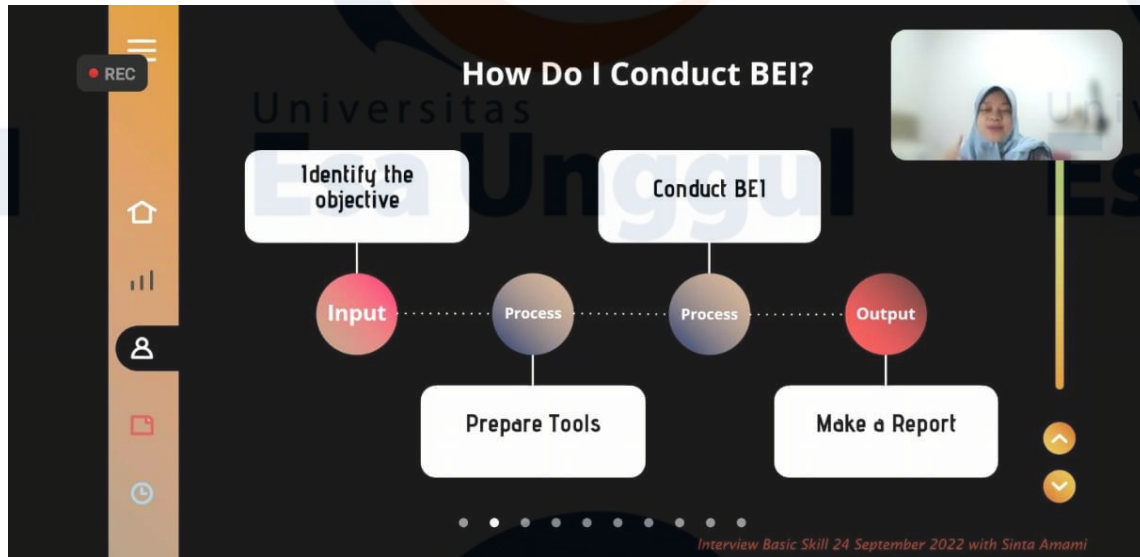 REC
How Do I Conduct BEI?
Universitas
Esa Unggul
Identify the
objective
Conduct BEI
Input
Process
Process
Output
Prepare Tools
Make a Report
Interview Basic Skill 24 September 2022 with Sinta Amami